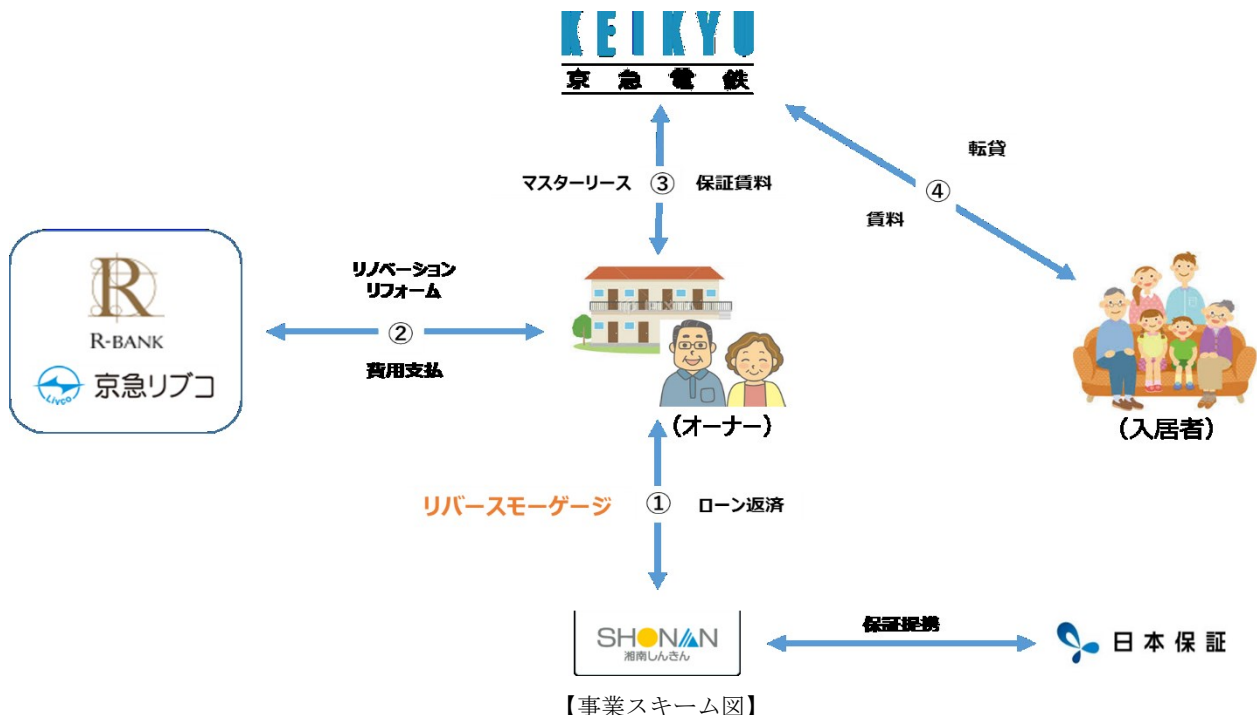 KEIKYU
京急電鉄
転貸
マスターリース ③ 保証賃料
④
賃料
リノベーション
リフォーム
R
R-BANK
②
Livco 京急リブコ
費用支払
(オーナー)
(入居者)
リバースモーゲージ ① ローン返済
SHONAN
湘南しんきん
保証提携
日本保証
【事業スキーム図】